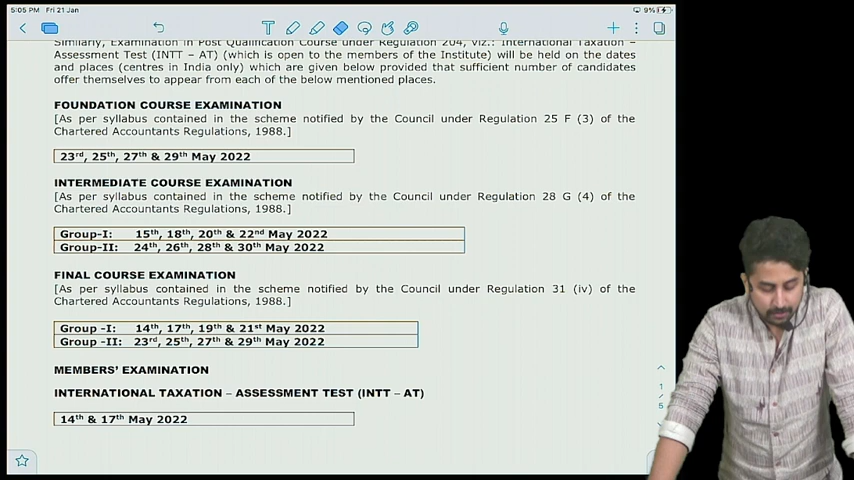 5:05 PM Fri 21 Jan
9%
Similarly, Examination in Post Qualification Course under Regulation 204, viz.: International Taxation –
Assessment Test (INTT – AT) (which is open to the members of the Institute) will be held on the dates
and places (centres in India only) which are given below provided that sufficient number of candidates
offer themselves to appear from each of the below mentioned places.
FOUNDATION COURSE EXAMINATION
[As per syllabus contained in the scheme notified by the Council under Regulation 25 F (3) of the
Chartered Accountants Regulations, 1988.]
23rd, 25th, 27th & 29th May 2022
INTERMEDIATE COURSE EXAMINATION
[As per syllabus contained in the scheme notified by the Council under Regulation 28 G (4) of the
Chartered Accountants Regulations, 1988.]
Group-I: 15th, 18th, 20th & 22nd May 2022
Group-II: 24th, 26th, 28th & 30th May 2022
FINAL COURSE EXAMINATION
[As per syllabus contained in the scheme notified by the Council under Regulation 31 (iv) of the
Chartered Accountants Regulations, 1988.]
Group -I: 14th, 17th, 19th & 21st May 2022
Group -II: 23rd, 25th, 27th & 29th May 2022
MEMBERS' EXAMINATION
INTERNATIONAL TAXATION – ASSESSMENT TEST (INTT – AT)
14th & 17th May 2022
1
/
5